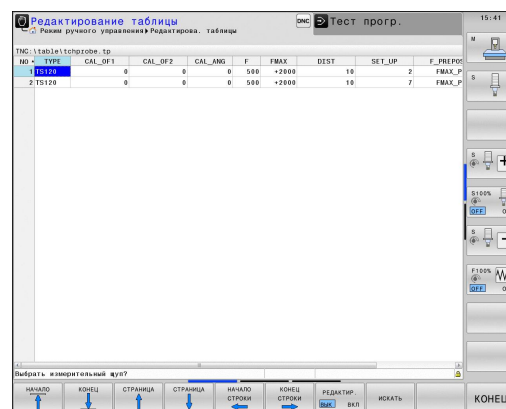 Редактирование таблицы
DNC
Тест прогр.
15:41
Режим ручного управления Редактирова. таблицы
TNC:\table\tchprobe.tp
NO TYPE CAL_OF1 CAL_OF2 CAL_ANG F FMAX DIST SET_UP F_PREPOS
1 TS120 0 0 0 500 +2000 10 2 FMAX_P
2 TS120 0 0 0 500 +2000 10 7 FMAX_P
M
S
S
S100%
OFF
S
F100%
OFF
Выбрать измерительный щуп?
НАЧАЛО
КОНЕЦ
СТРАНИЦА
СТРАНИЦА
НАЧАЛО СТРОКИ
КОНЕЦ СТРОКИ
РЕДАКТИР.
ВЫК ВКЛ
ИСКАТЬ
КОНЕЦ